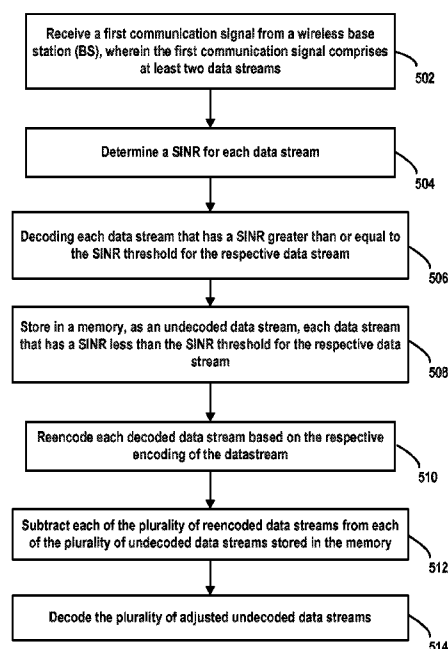 Receive a first communication signal from a wireless base
station (BS), wherein the first communication signal comprises
at least two data streams
502
Determine a SINR for each data stream
504
Decoding each data stream that has a SINR greater than or equal to
the SINR threshold for the respective data stream
506
Store in a memory, as an undecoded data stream, each data stream
that has a SINR less than the SINR threshold for the respective data
stream
508
Reencode each decoded data stream based on the respective
encoding of the datastream
510
Subtract each of the plurality of reencoded data streams from each
of the plurality of undecoded data streams stored in the memory
512
Decode the plurality of adjusted undecoded data streams
514